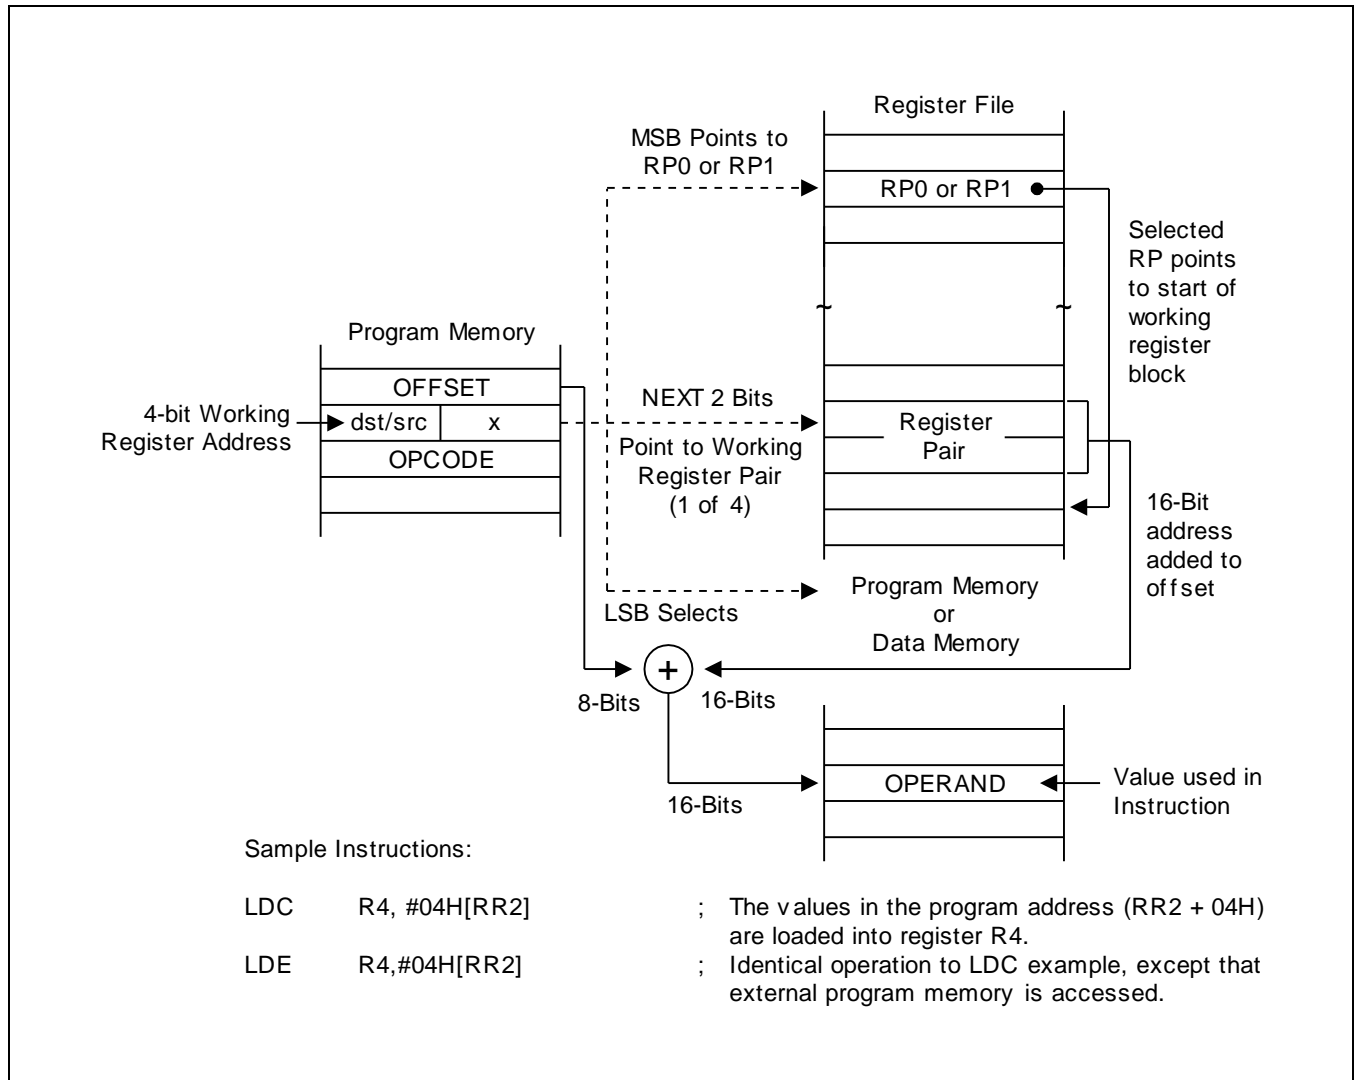 Register File
MSB Points to
RP0 or RP1
RP0 or RP1
Selected
RP points
to start of
working
register
block
~
~
Program Memory
OFFSET
4-bit Working
Register Address
dst/src
x
OPCODE
NEXT 2 Bits
Point to Working
Register Pair
(1 of 4)
Register
Pair
16-Bit
address
added to
offset
LSB Selects
Program Memory
or
Data Memory
+
8-Bits
16-Bits
16-Bits
OPERAND
Value used in
Instruction
Sample Instructions:
LDC R4, #04H[RR2] ; The values in the program address (RR2 + 04H)
are loaded into register R4.
LDE R4,#04H[RR2] ; Identical operation to LDC example, except that
external program memory is accessed.